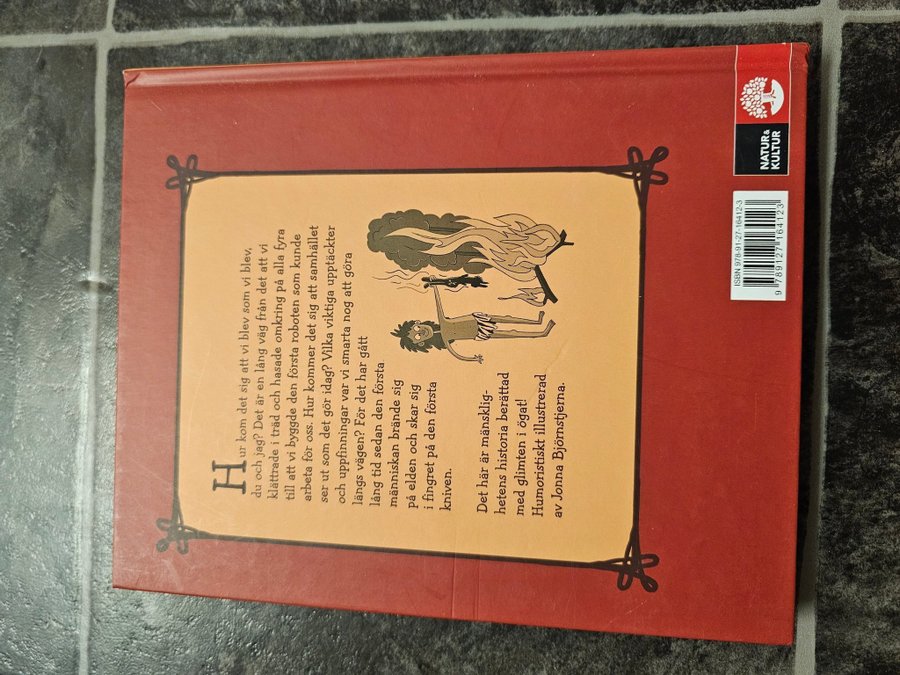 Hur kom det sig att vi blev som vi blev,
du och jag? Det är en lång väg från det att vi
klättrade i träd och hasade omkring på alla fyra
till att vi byggde den första roboten som kunde
arbeta för oss. Hur kommer det sig att samhället
ser ut som det gör idag? Vilka viktiga upptäckter
och uppfinningar var vi smarta nog att göra
längs vägen? För det har gått
lång tid sedan den första
människan brände sig
på elden och skar sig
i fingret på den första
kniven.
Det här är mänsklig-
hetens historia berättad
med glimten i ögat!
Humoristiskt illustrerad
av Jonna Björnstjerna.
ISBN 978-91-27-16412-3
9 789127 164123
NATUR&
KULTUR